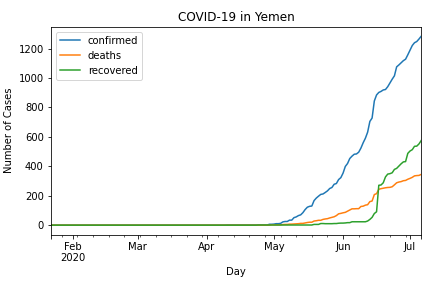 COVID-19 in Yemen
confirmed
deaths
recovered
Number of Cases
1200
1000
800
600
400
200
0
Feb
2020
Mar
Apr
May
Jun
Jul
Day